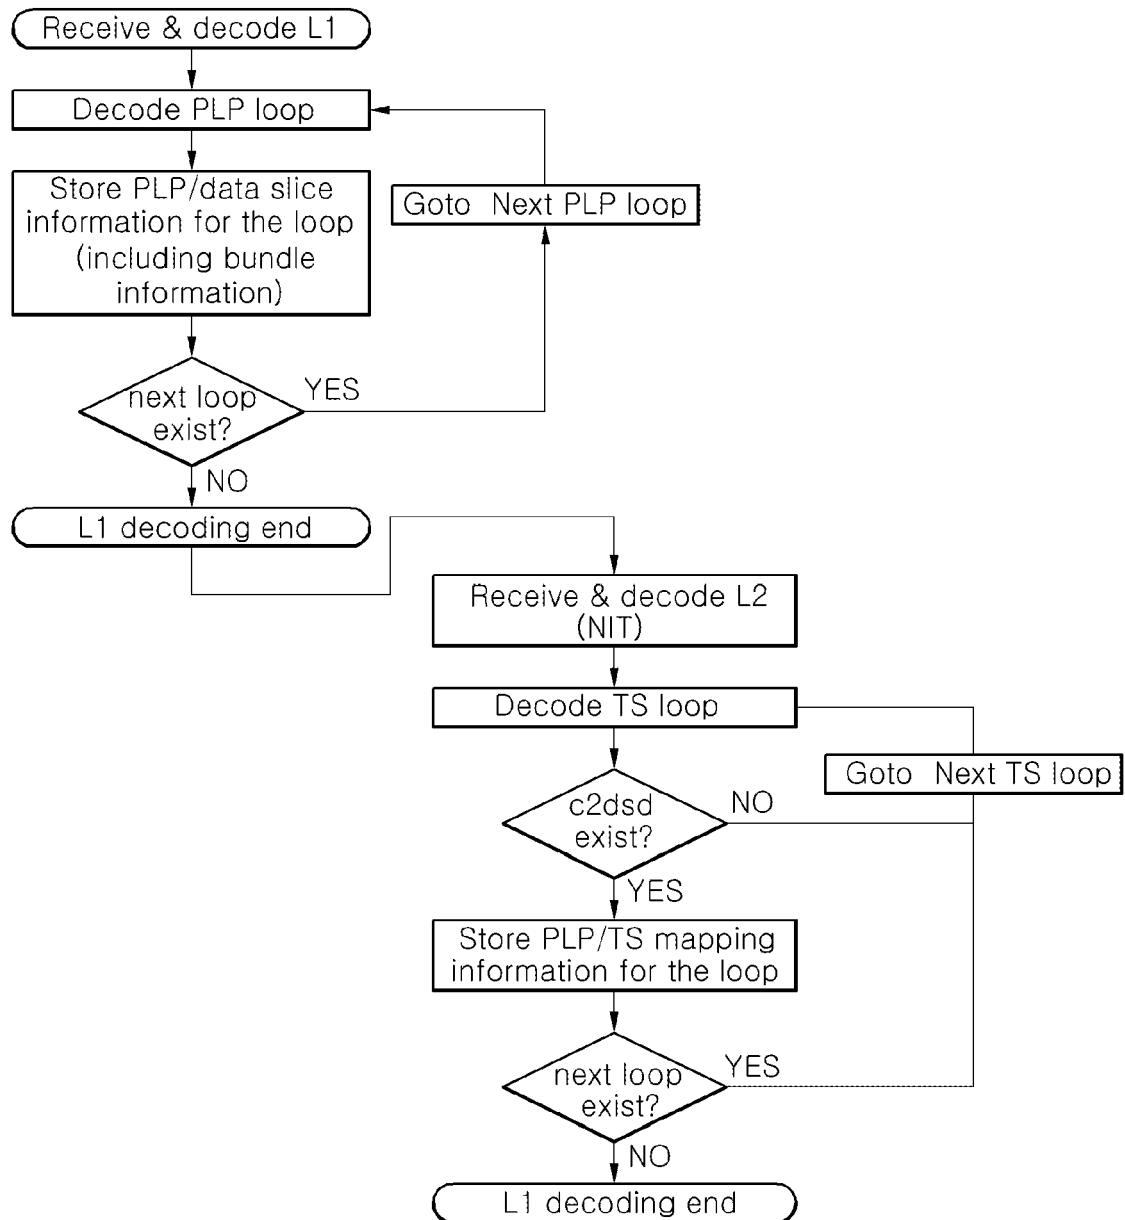 Receive & decode L1
Decode PLP loop
Store PLP/data slice
information for the loop
(including bundle
information)
Goto Next PLP loop
next loop
exist?
YES
NO
L1 decoding end
Receive & decode L2
(NIT)
Decode TS loop
Goto Next TS loop
c2dsd
exist?
NO
YES
Store PLP/TS mapping
information for the loop
next loop
exist?
YES
NO
L1 decoding end